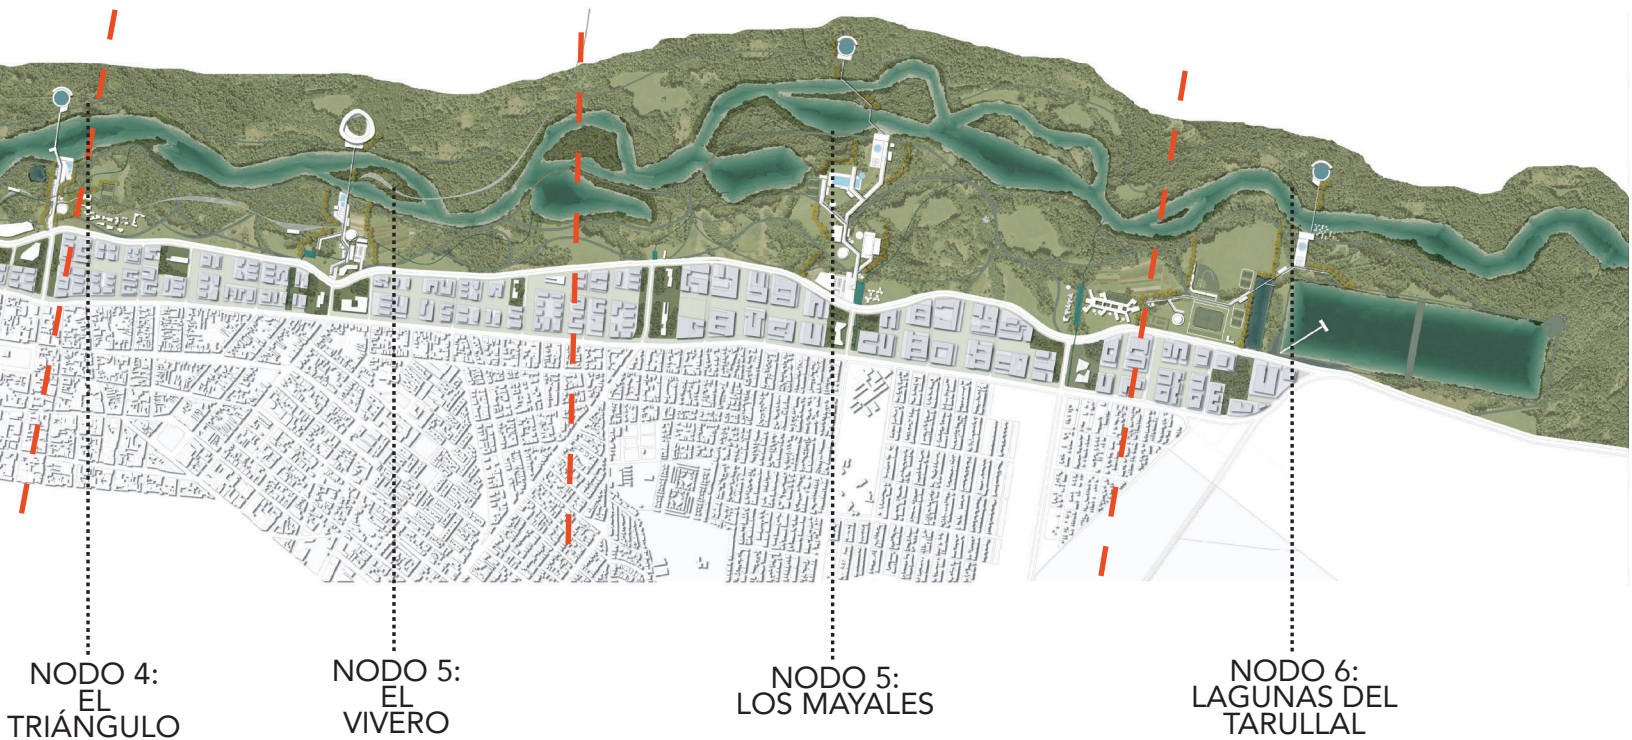 NODO 4:
EL
TRIÁNGULO
NODO 5:
EL
VIVERO
NODO 5:
LOS MAYALES
NODO 6:
LAGUNAS DEL
TARULLAL